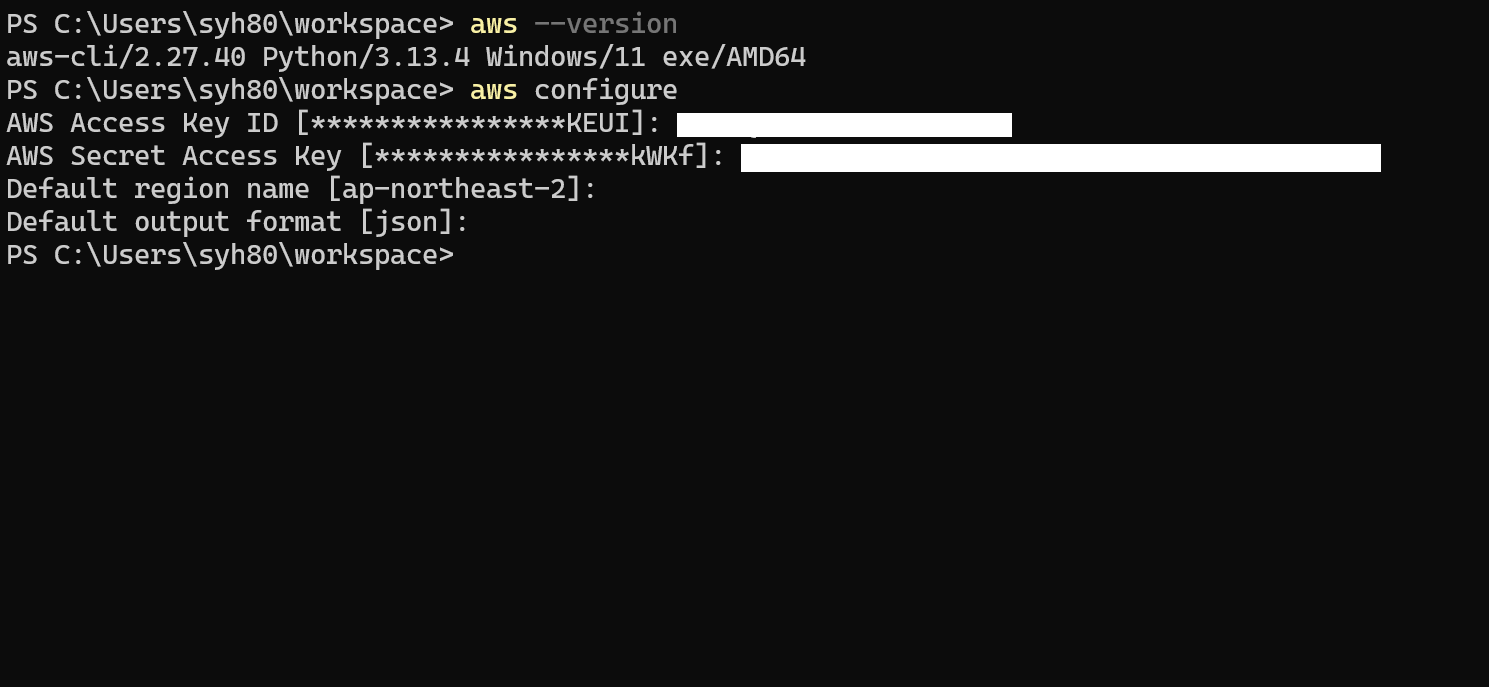 PS C:\Users\syh80\workspace> aws --version
aws-cli/2.27.40 Python/3.13.4 Windows/11 exe/AMD64
PS C:\Users\syh80\workspace> aws configure
AWS Access Key ID [****************KEUI]:
AWS Secret Access Key [****************kWKf]:
Default region name [ap-northeast-2]:
Default output format [json]:
PS C:\Users\syh80\workspace>